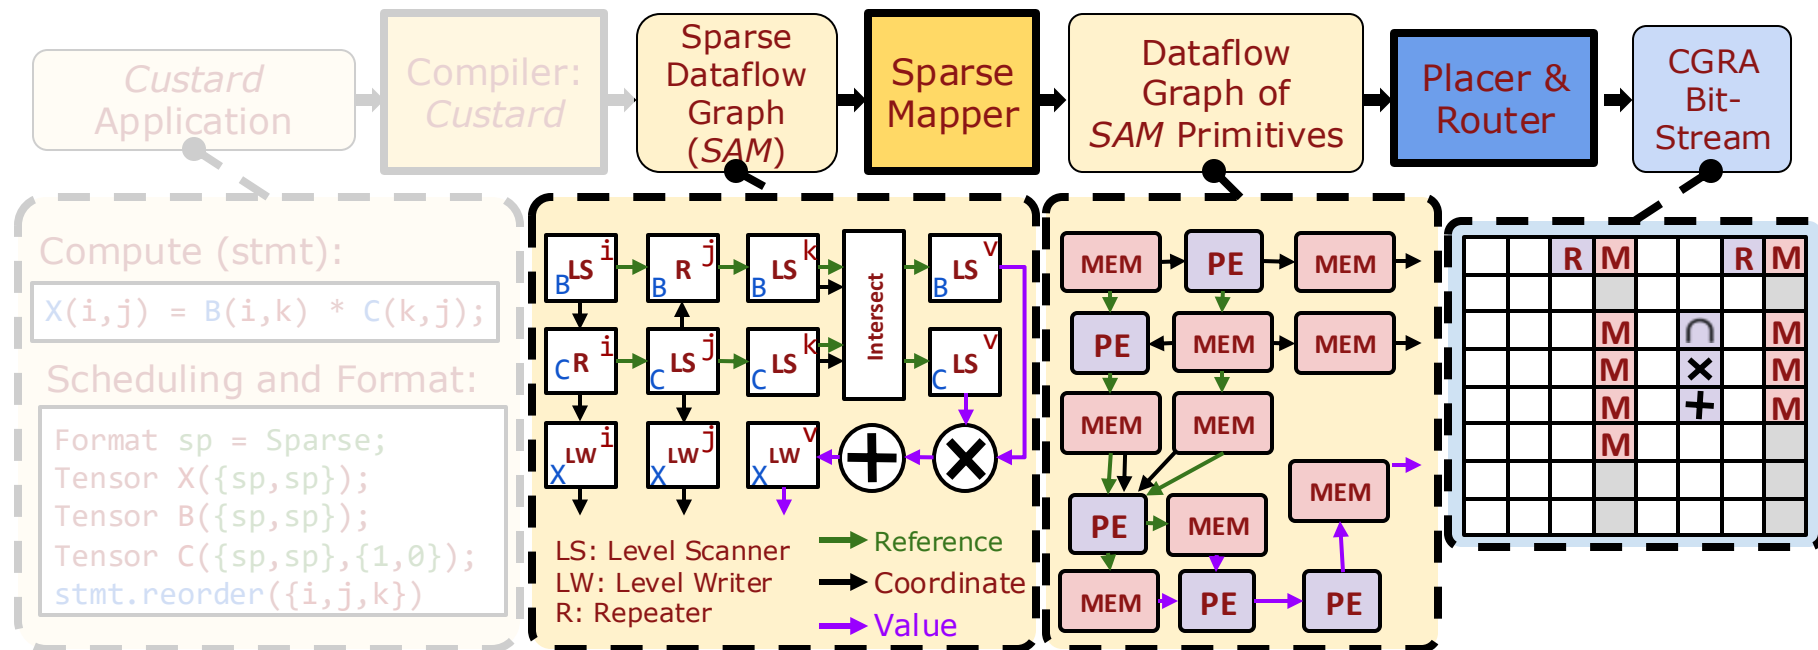 Custard
Application
Compiler:
Custard
Sparse
Dataflow
Graph
(SAM)
Sparse
Mapper
Dataflow
Graph of
SAM Primitives
Placer &
Router
CGRA
Bit-
Stream
Compute (stmt):
X(i,j) = B(i,k) * C(k,j);
Scheduling and Format:
Format sp = Sparse;
Tensor X({sp,sp});
Tensor B({sp,sp});
Tensor C({sp,sp},{1,0});
stmt.reorder({i,j,k})
B LS i
B R j
B LS k
Intersect
B LS v
C R i
C LS j
C LS k
C LS v
X LW i
X LW j
X LW v
+
×
LS: Level Scanner
LW: Level Writer
R: Repeater
Reference
Coordinate
Value
MEM PE MEM
PE MEM MEM
MEM MEM
MEM
PE MEM
MEM PE PE
R M R M
M ∩ M
M × M
M + M
M